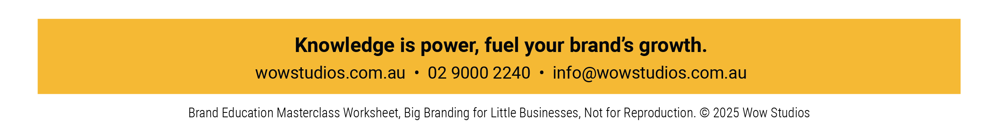 Knowledge is power, fuel your brand’s growth.
wowstudios.com.au • 02 9000 2240 • info@wowstudios.com.au
Brand Education Masterclass Worksheet, Big Branding for Little Businesses, Not for Reproduction. © 2025 Wow Studios